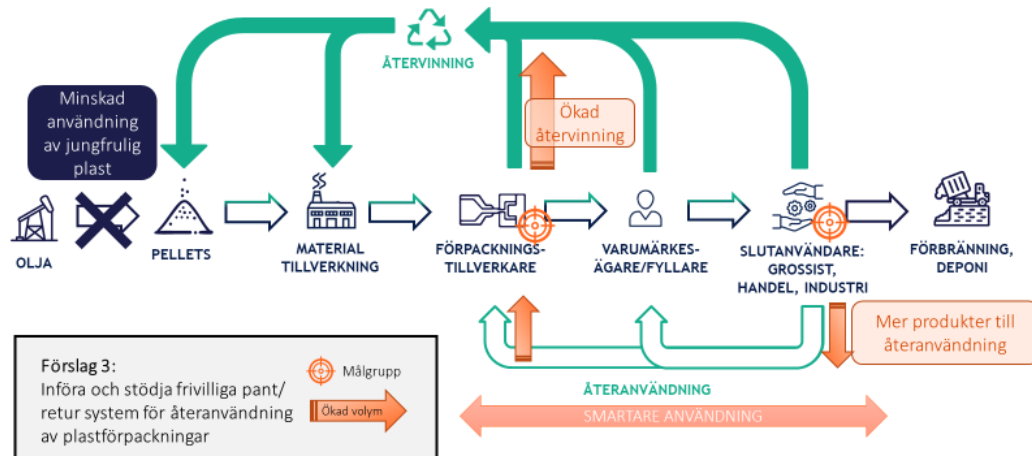 ÅTERVINNING
Minskad
användning
av jungfrulig
plast
Ökad
återvinning
OLJA
PELLETS
MATERIAL
TILLVERKNING
FÖRPACKNINGS-
TILLVERKARE
VARUMÄRKES-
ÄGARE/FYLLARE
SLUTANVÄNDARE:
GROSSIST,
HANDEL, INDUSTRI
FÖRBRÄNNING,
DEPONI
Mer produkter till
återanvändning
Förslag 3:
Införa och stödja frivilliga pant/
retur system för återanvändning
av plastförpackningar
Målgrupp
Ökad volym
ÅTERANVÄNDNING
SMARTARE ANVÄNDNING